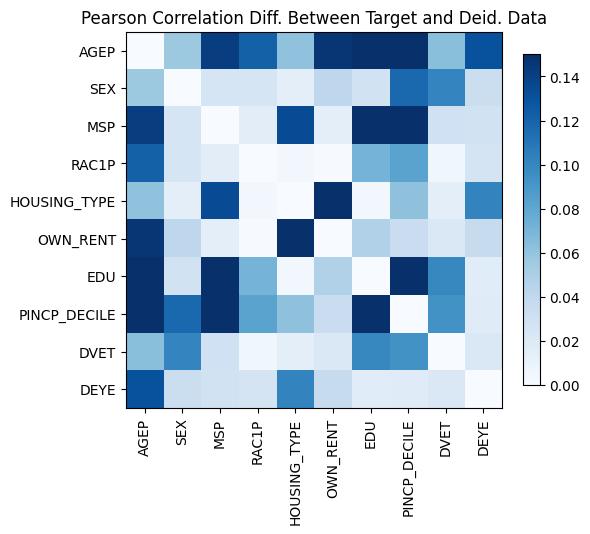 Pearson Correlation Diff. Between Target and Deid. Data
AGEP
SEX
MSP
RAC1P
HOUSING_TYPE
OWN_RENT
EDU
PINCP_DECILE
DVET
DEYE
AGEP
SEX
MSP
RAC1P
HOUSING_TYPE
OWN_RENT
EDU
PINCP_DECILE
DVET
DEYE
0.14
0.12
0.10
0.08
0.06
0.04
0.02
0.00